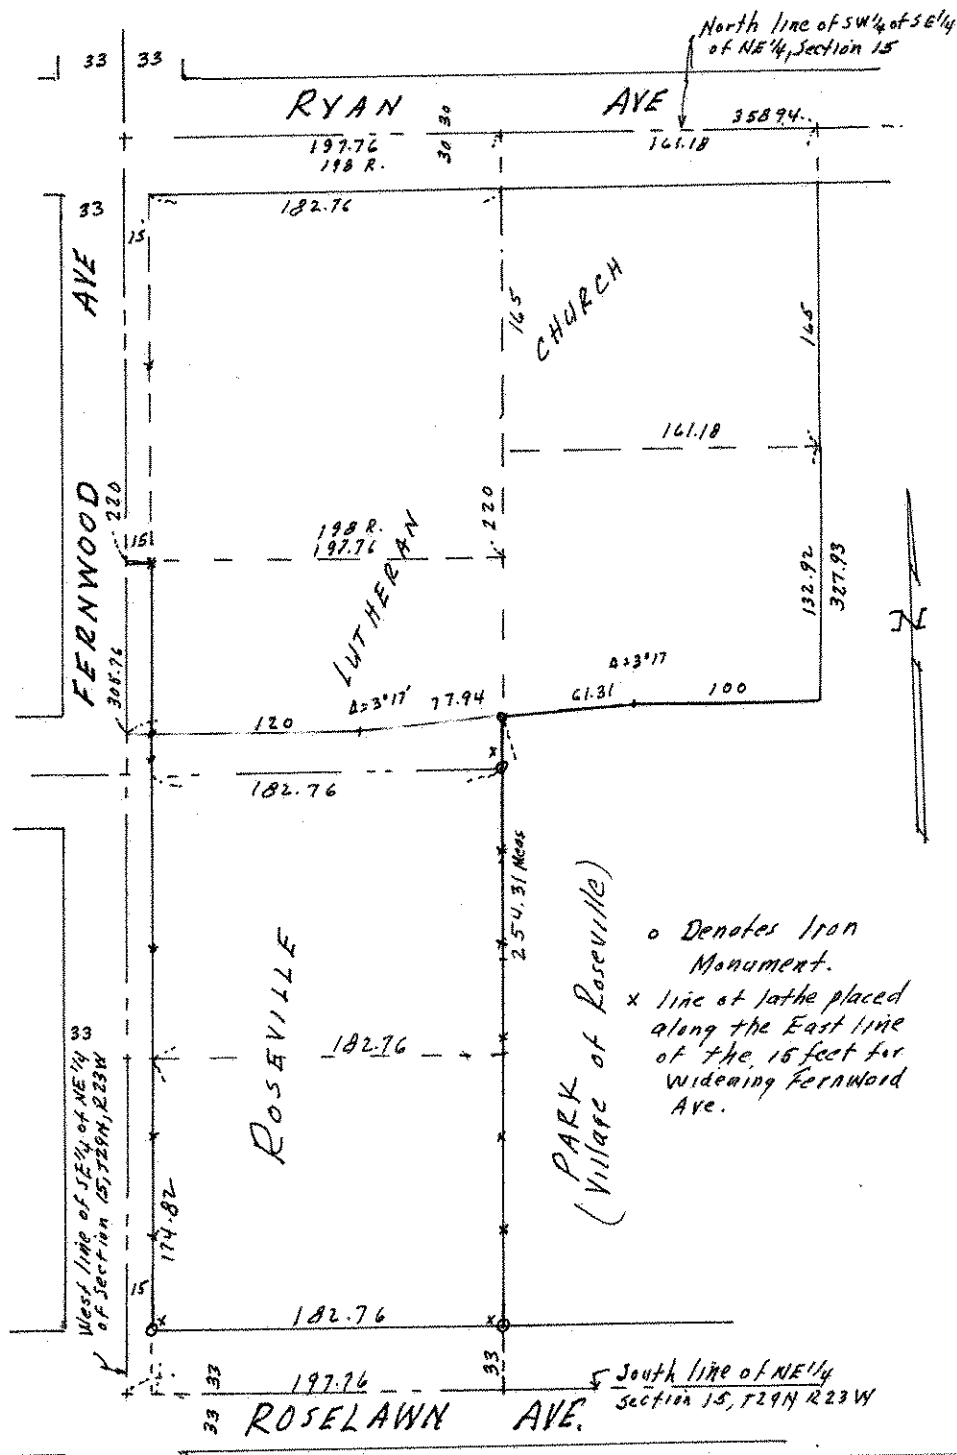 North line of SW¼ of SE¼
of NE¼, Section 15
33 33
RYAN AVE
30 30
358.94
197.76
198 R.
161.18
33
182.76
15'
AVE
165
CHURCH
165
161.18
FERNWOOD
220
220
15
198 R.
197.76
LUTHERAN
132.92
327.93
N
305.76
Δ=3°17'
Δ=3°17
120
77.94
61.31
100
x
182.76
254.31 Meas
ROSEVILLE
PARK
(Village of Roseville)
o Denotes Iron
Monument.
x line of lathe placed
along the East line
of the 15 feet for
widening Fernwood
Ave.
33
182.76
West line of SE¼ of NE¼
of Section 15, T29N, R23W
174.82
15
x
182.76
x
33
33
33
197.76
South line of NE¼
Section 15, T29N R23W
ROSELAWN AVE.